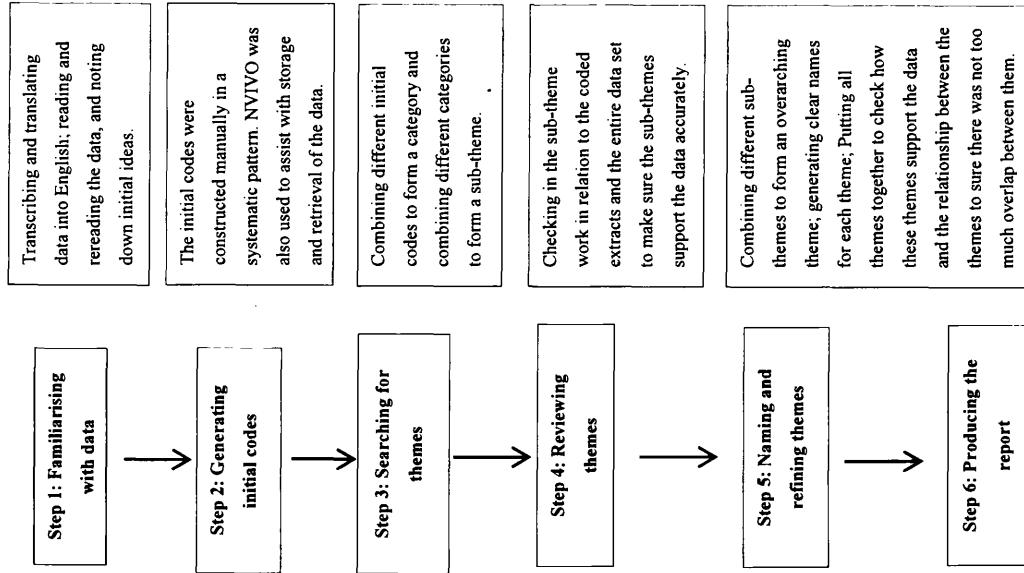 Step 1: Familiarising
with data
Transcribing and translating
data into English; reading and
rereading the data, and noting
down initial ideas.
Step 2: Generating
initial codes
The initial codes were
constructed manually in a
systematic pattern. NVIVO was
also used to assist with storage
and retrieval of the data.
Step 3: Searching for
themes
Combining different initial
codes to form a category and
combining different categories
to form a sub-theme.
Step 4: Reviewing
themes
Checking in the sub-theme
work in relation to the coded
extracts and the entire data set
to make sure the sub-themes
support the data accurately.
Step 5: Naming and
refining themes
Combining different sub-
themes to form an overarching
theme; generating clear names
for each theme; Putting all
themes together to check how
these themes support the data
and the relationship between the
themes to sure there was not too
much overlap between them.
Step 6: Producing the
report